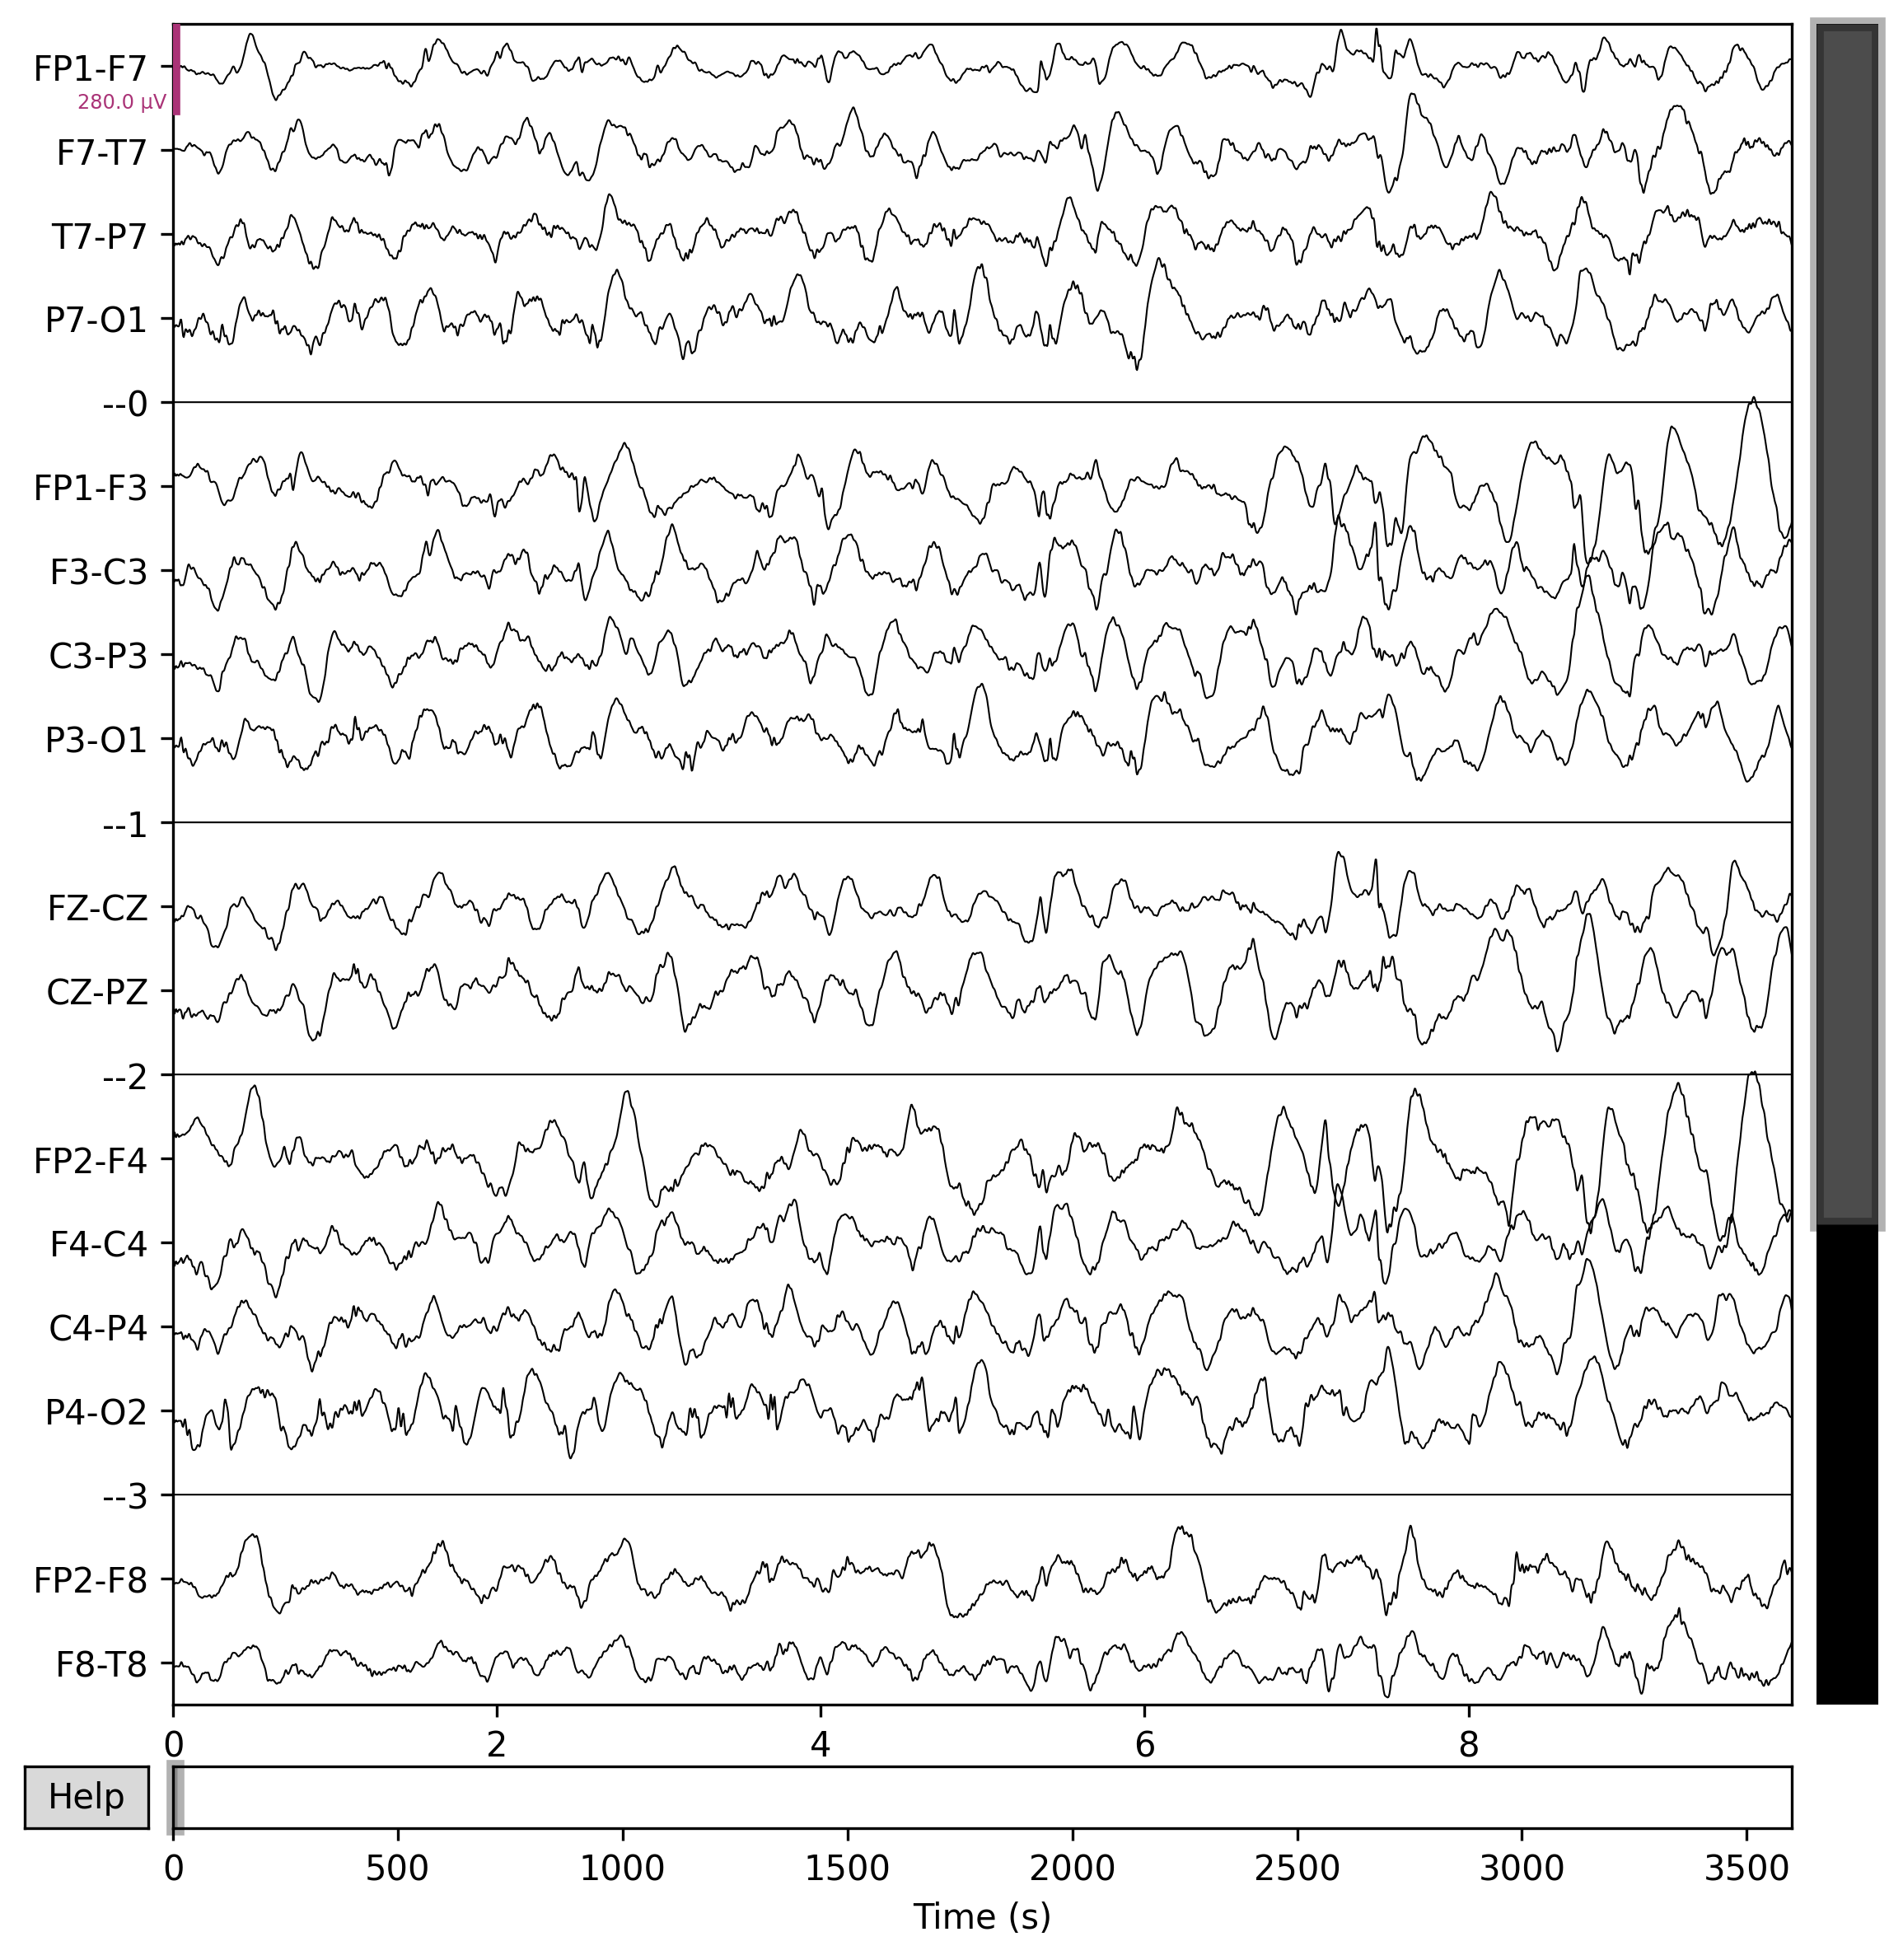 FP1-F7
280.0 µV
F7-T7
T7-P7
P7-O1
--0
FP1-F3
F3-C3
C3-P3
P3-O1
--1
FZ-CZ
CZ-PZ
--2
FP2-F4
F4-C4
C4-P4
P4-O2
--3
FP2-F8
F8-T8
0 2 4 6 8
Help
0 500 1000 1500 2000 2500 3000 3500
Time (s)